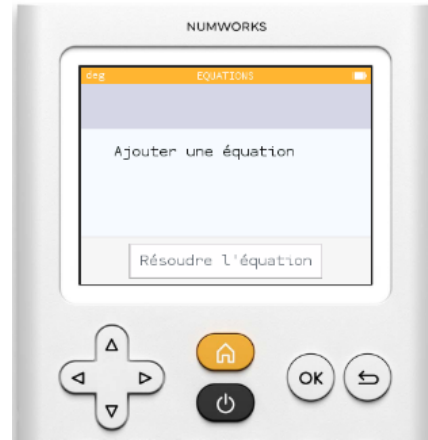 NUMWORKS
deg EQUATIONS
Ajouter une équation
Résoudre l'équation
OK